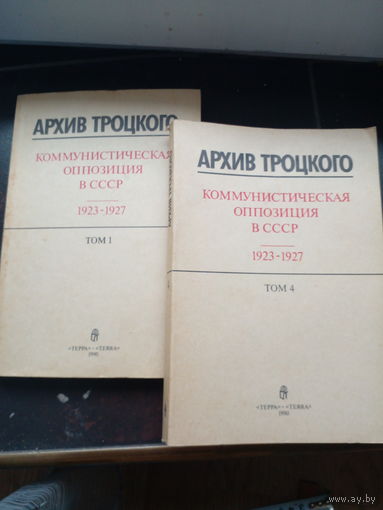 АРХИВ ТРОЦКОГО
КОММУНИСТИЧЕСКАЯ
ОППОЗИЦИЯ
В СССР
1923-1927
ТОМ 1
«ТЕРРА»-«TERRA»
1990
АРХИВ ТРОЦКОГО
КОММУНИСТИЧЕСКАЯ
ОППОЗИЦИЯ
В СССР
1923-1927
ТОМ 4
«ТЕРРА»-«TERRA»
1990
www.ay.by